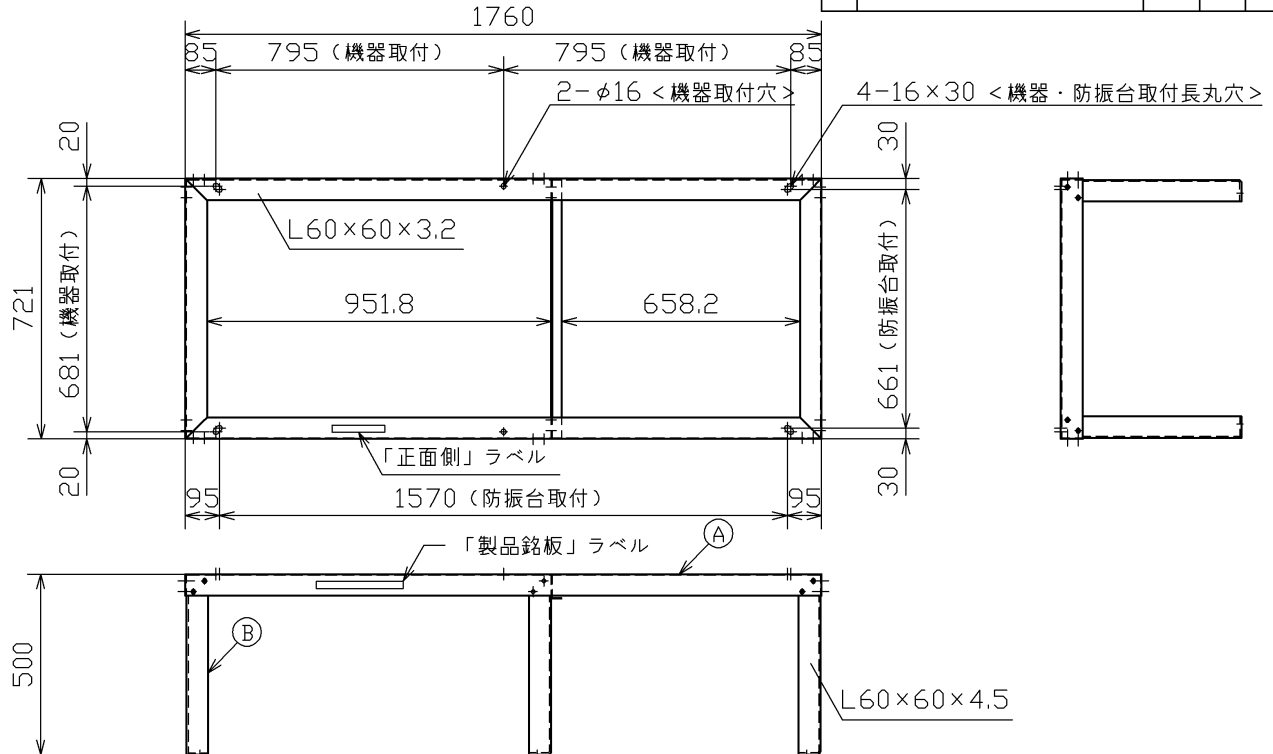 1760
85
795（機器取付）
795（機器取付）
85
2-φ16＜機器取付穴＞
4-16×30＜機器・防振台取付長丸穴＞
20
30
L60×60×3.2
721
681（機器取付）
951.8
658.2
661（防振台取付）
「正面側」ラベル
20
30
95
1570（防振台取付）
95
「製品銘板」ラベル
A
B
500
L60×60×4.5